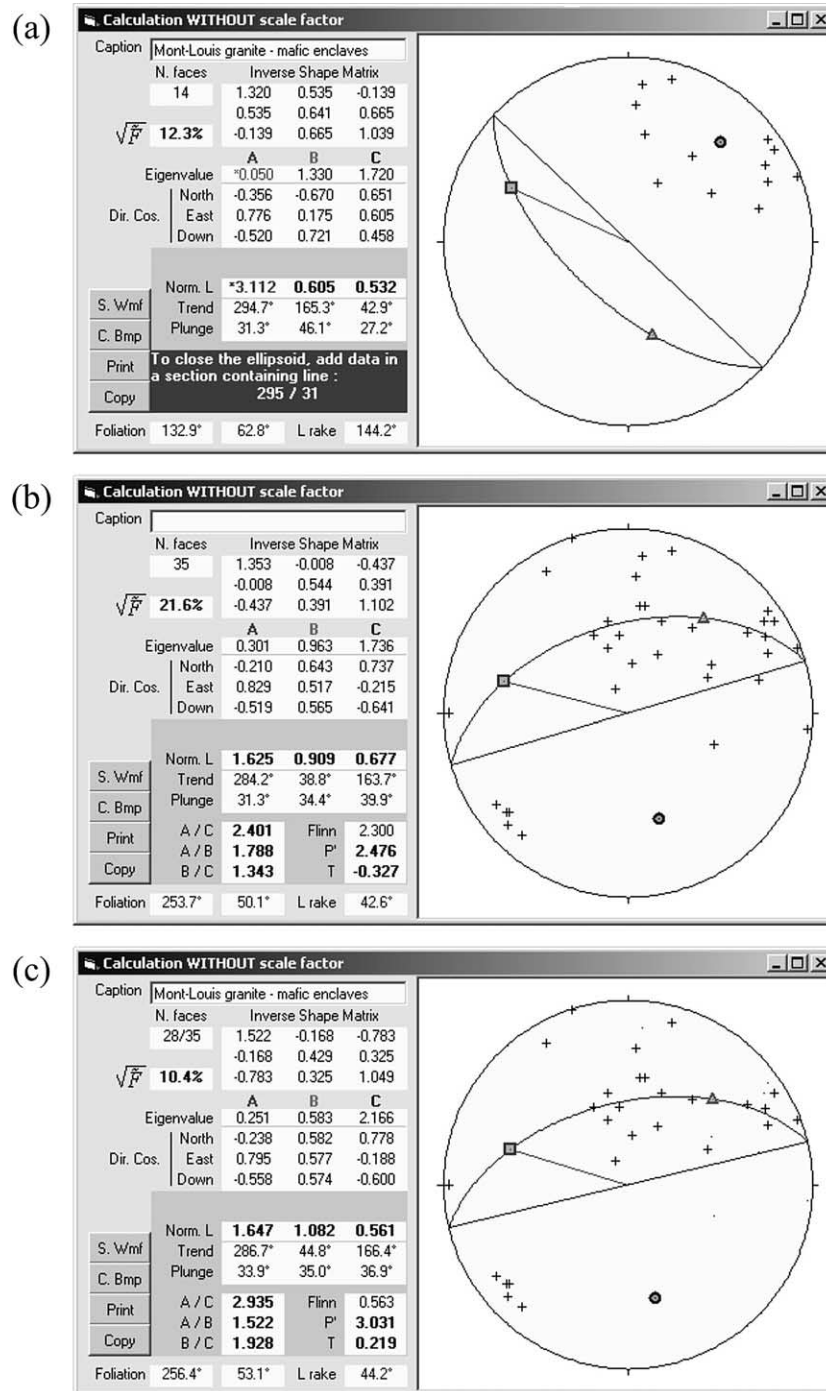 (a)
Calculation WITHOUT scale factor
Caption Mont-Louis granite - mafic enclaves
N. faces Inverse Shape Matrix
14 1.320 0.535 -0.139
0.535 0.641 0.665
√F̃ 12.3% -0.139 0.665 1.039
A B C
Eigenvalue *0.050 1.330 1.720
North -0.356 -0.670 0.651
Dir. Cos. East 0.776 0.175 0.605
Down -0.520 0.721 0.458
Norm. L *3.112 0.605 0.532
S. Wmf Trend 294.7° 165.3° 42.9°
C. Bmp Plunge 31.3° 46.1° 27.2°
Print To close the ellipsoid, add data in
a section containing line :
Copy 295 / 31
Foliation 132.9° 62.8° L rake 144.2°
(b)
Calculation WITHOUT scale factor
Caption
N. faces Inverse Shape Matrix
35 1.353 -0.008 -0.437
-0.008 0.544 0.391
√F̃ 21.6% -0.437 0.391 1.102
A B C
Eigenvalue 0.301 0.963 1.736
North -0.210 0.643 0.737
Dir. Cos. East 0.829 0.517 -0.215
Down -0.519 0.565 -0.641
Norm. L 1.625 0.909 0.677
S. Wmf Trend 284.2° 38.8° 163.7°
C. Bmp Plunge 31.3° 34.4° 39.9°
A / C 2.401 Flinn 2.300
Print A / B 1.788 P' 2.476
Copy B / C 1.343 T -0.327
Foliation 253.7° 50.1° L rake 42.6°
(c)
Calculation WITHOUT scale factor
Caption Mont-Louis granite - mafic enclaves
N. faces Inverse Shape Matrix
28/35 1.522 -0.168 -0.783
-0.168 0.429 0.325
√F̃ 10.4% -0.783 0.325 1.049
A B C
Eigenvalue 0.251 0.583 2.166
North -0.238 0.582 0.778
Dir. Cos. East 0.795 0.577 -0.188
Down -0.558 0.574 -0.600
Norm. L 1.647 1.082 0.561
S. Wmf Trend 286.7° 44.8° 166.4°
C. Bmp Plunge 33.9° 35.0° 36.9°
A / C 2.935 Flinn 0.563
Print A / B 1.522 P' 3.031
Copy B / C 1.928 T 0.219
Foliation 256.4° 53.1° L rake 44.2°